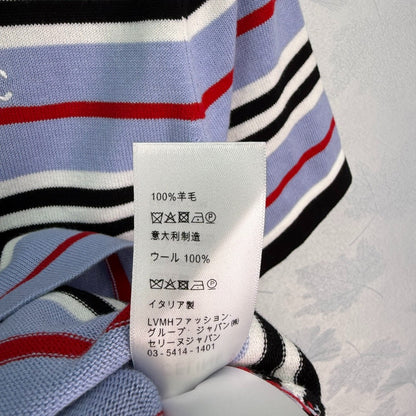 100%羊毛
意大利制造
ウール 100%
イタリア製
LVMHファッション・
グループ・ジャパン㈱
セリーヌジャパン
03-5414-1401